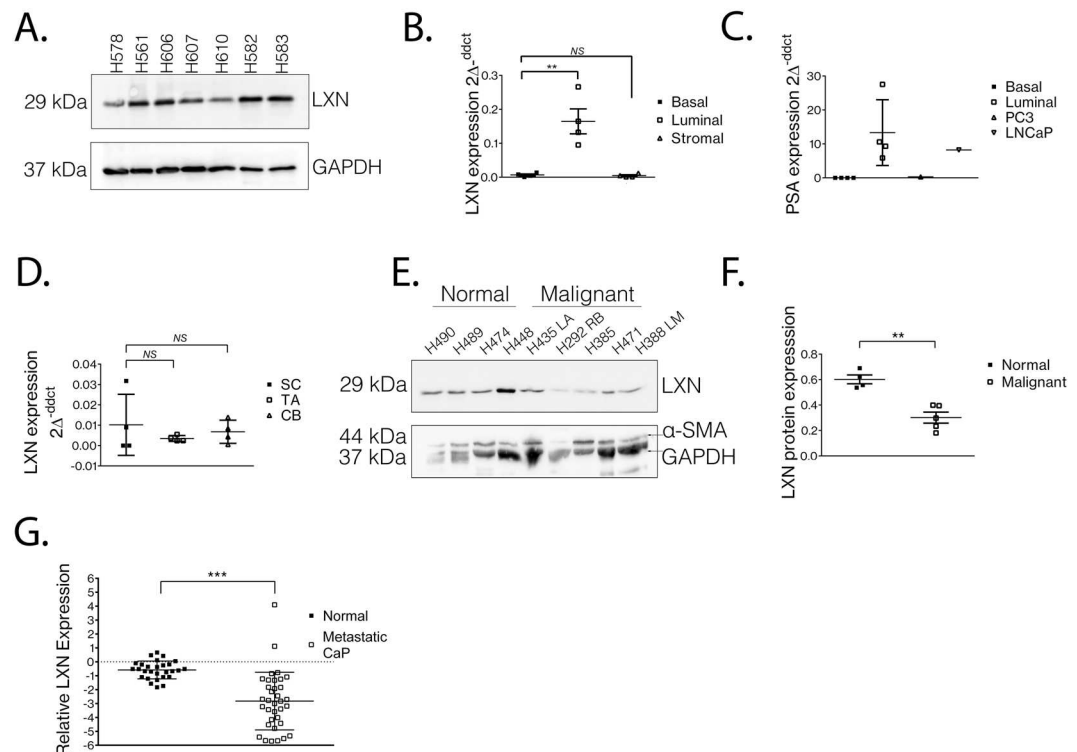 A.
H578 H561 H606 H607 H610 H582 H583
29 kDa LXN
37 kDa GAPDH
B.
NS
**
LXN expression 2Δ-ddct
0.3
0.2
0.1
0.0
Basal
Luminal
Stromal
C.
PSA expression 2Δ-ddct
30
20
10
0
Basal
Luminal
PC3
LNCaP
D.
NS
NS
LXN expression
2Δ-ddct
0.04
0.03
0.02
0.01
0.00
-0.01
SC
TA
CB
E.
Normal Malignant
H490 H489 H474 H448 H435 LA H292 RB H385 H471 H388 LM
29 kDa LXN
44 kDa α-SMA
37 kDa GAPDH
F.
**
LXN protein expresssion
0.8
0.6
0.4
0.2
0.0
Normal
Malignant
G.
***
Relative LXN Expression
6
5
4
3
2
1
0
-1
-2
-3
-4
-5
-6
Normal
Metastatic
CaP